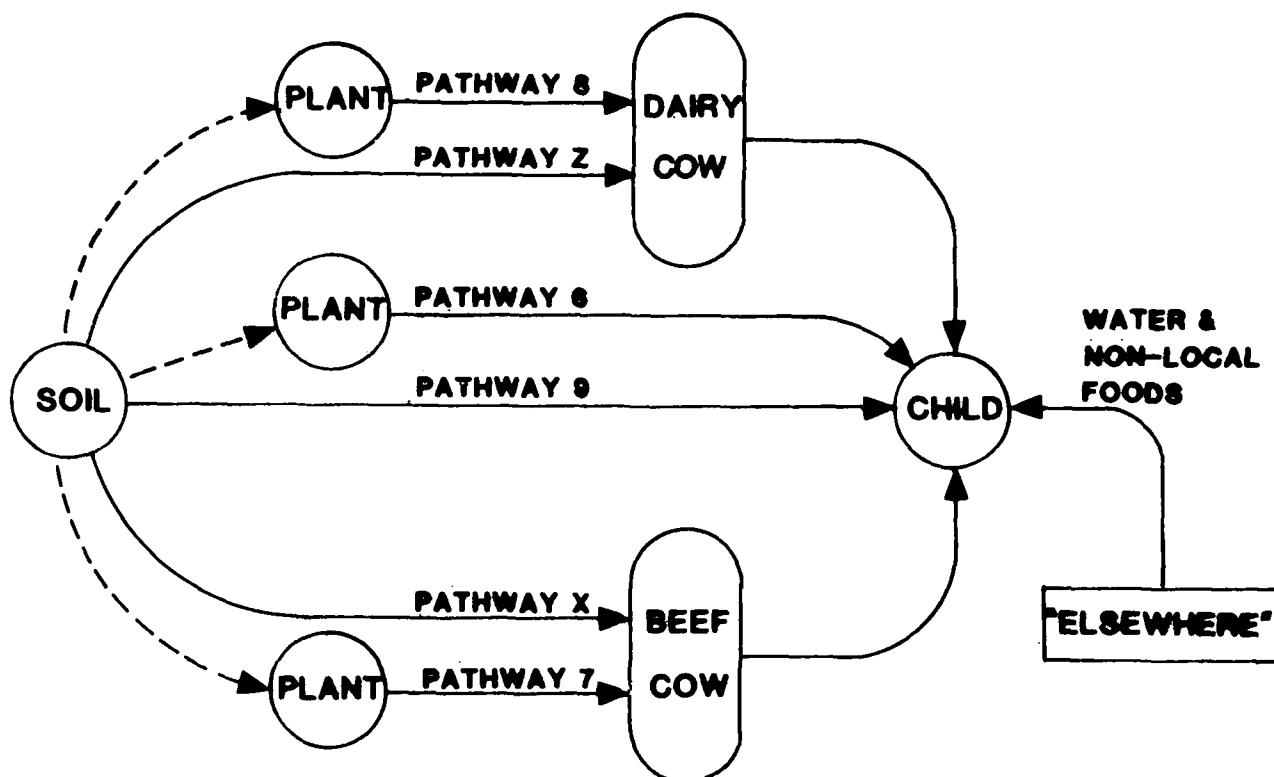 PLANT
PATHWAY 8
DAIRY
COW
PATHWAY Z
PLANT
PATHWAY 6
WATER &
NON-LOCAL
FOODS
SOIL
PATHWAY 9
CHILD
PATHWAY X
BEEF
COW
"ELSEWHERE"
PLANT
PATHWAY 7